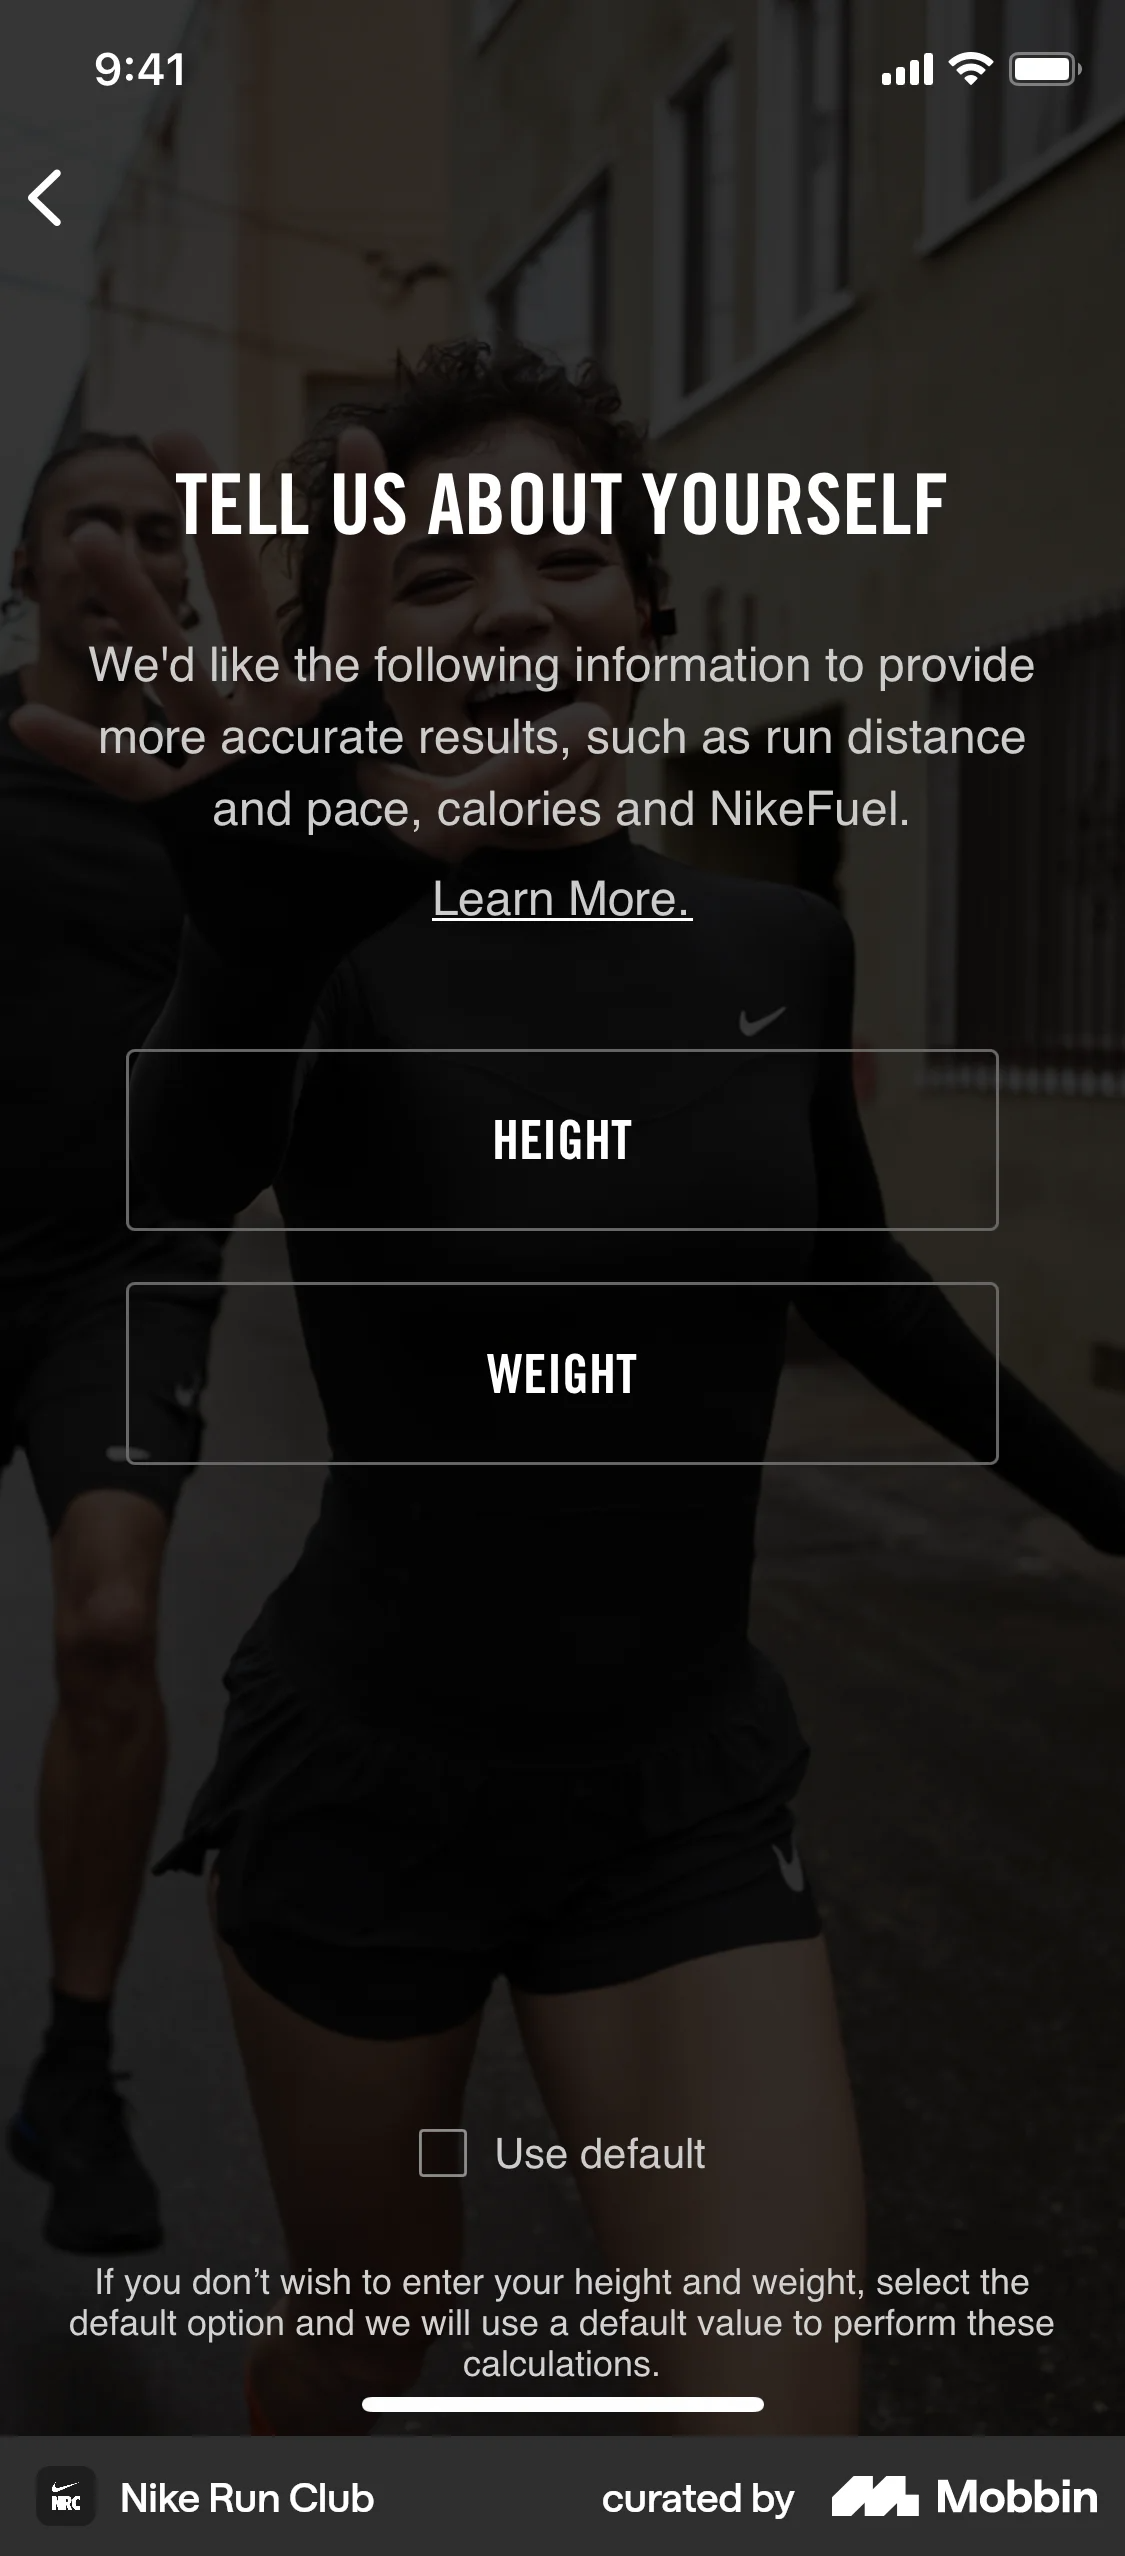 9:41
TELL US ABOUT YOURSELF
We'd like the following information to provide
more accurate results, such as run distance
and pace, calories and NikeFuel.
Learn More.
HEIGHT
WEIGHT
Use default
If you don’t wish to enter your height and weight, select the
default option and we will use a default value to perform these
calculations.
NRC
Nike Run Club
curated by
Mobbin